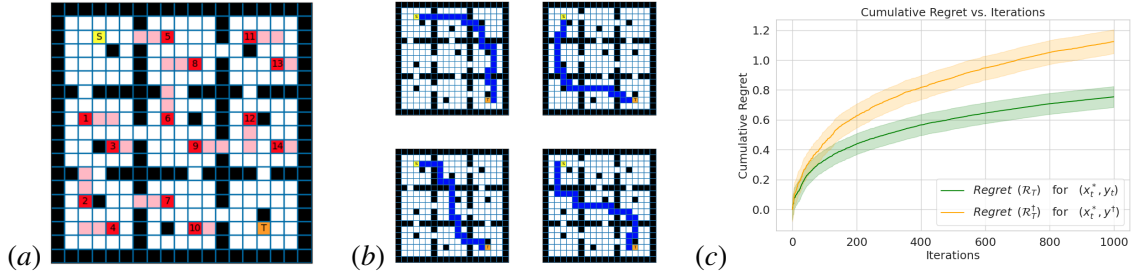 (a)
S
5
11
8
13
1
6
12
3
9
14
2
7
4
10
T
(b)
S
T
S
T
S
T
S
T
(c)
Cumulative Regret vs. Iterations
Cumulative Regret
1.2
1.0
0.8
0.6
0.4
0.2
0.0
Regret (𝓡_T) for (x_t^*, y_t)
Regret (𝓡_T^†) for (x_t^*, y^†)
0 200 400 600 800 1000
Iterations